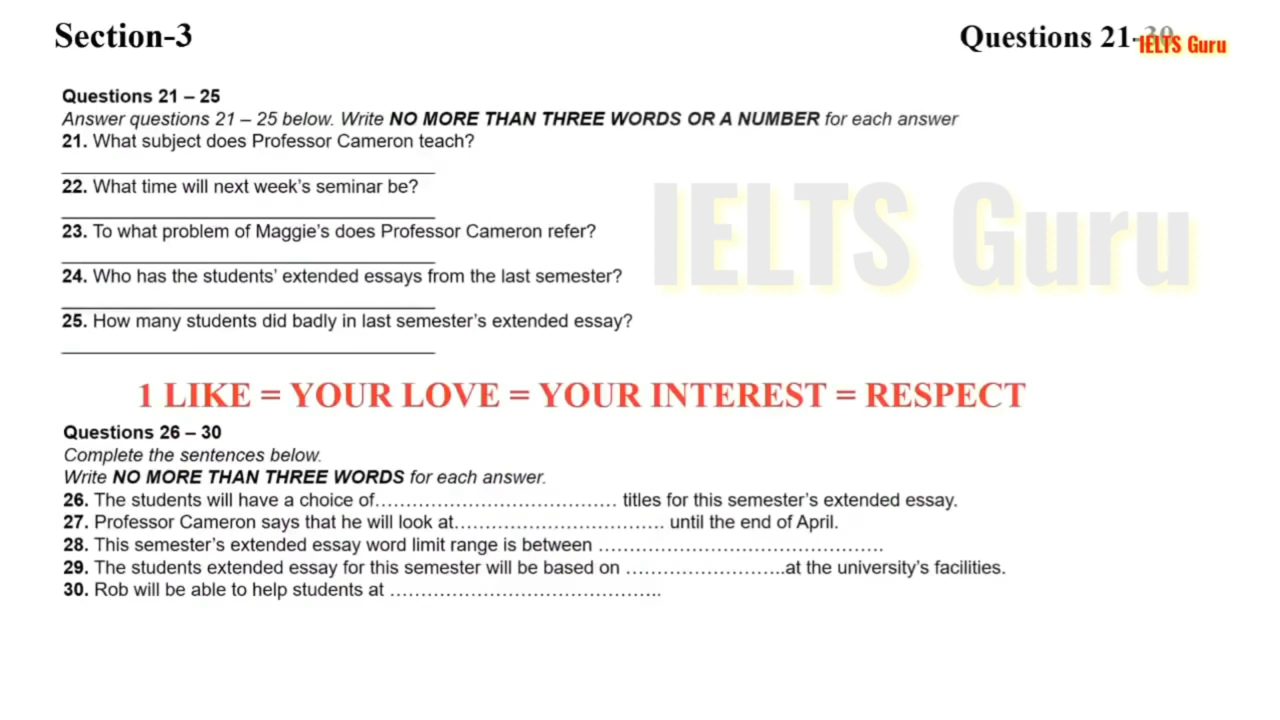 Section-3
Questions 21-30
IELTS Guru
Questions 21 – 25
Answer questions 21 – 25 below. Write NO MORE THAN THREE WORDS OR A NUMBER for each answer
21. What subject does Professor Cameron teach?
22. What time will next week's seminar be?
23. To what problem of Maggie's does Professor Cameron refer?
24. Who has the students' extended essays from the last semester?
25. How many students did badly in last semester's extended essay?
IELTS Guru
1 LIKE = YOUR LOVE = YOUR INTEREST = RESPECT
Questions 26 – 30
Complete the sentences below.
Write NO MORE THAN THREE WORDS for each answer.
26. The students will have a choice of………………………………… titles for this semester's extended essay.
27. Professor Cameron says that he will look at……………………………. until the end of April.
28. This semester's extended essay word limit range is between ……………………………………….
29. The students extended essay for this semester will be based on ……………………..at the university's facilities.
30. Rob will be able to help students at ……………………………………..